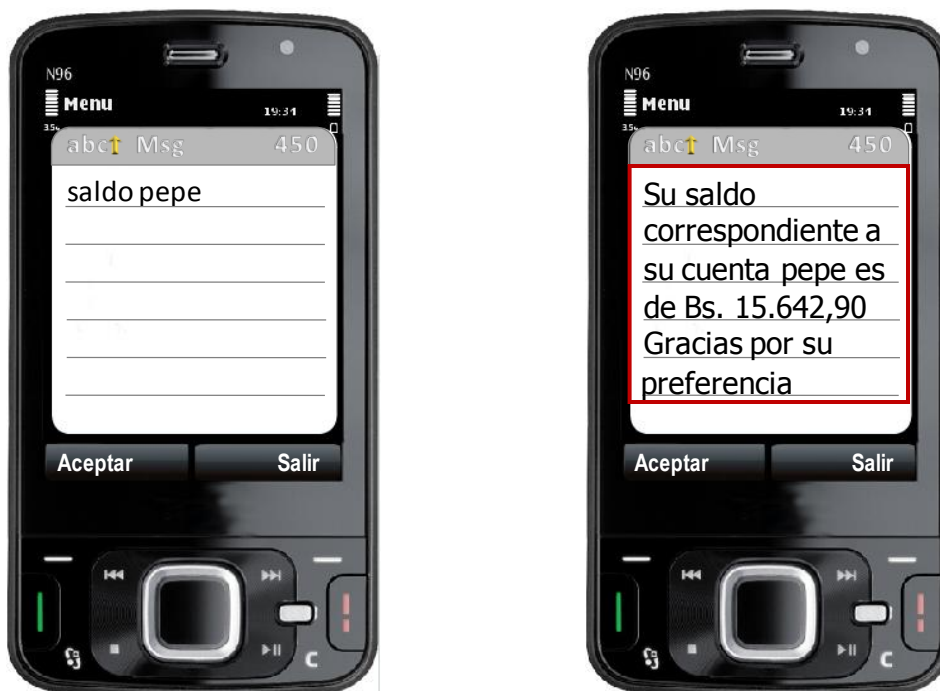 N96
Menu
19:31
abc Msg
450
saldo pepe
Aceptar
Salir
C
N96
Menu
19:31
abc Msg
450
Su saldo
correspondiente a
su cuenta pepe es
de Bs. 15.642,90
Gracias por su
preferencia
Aceptar
Salir
C